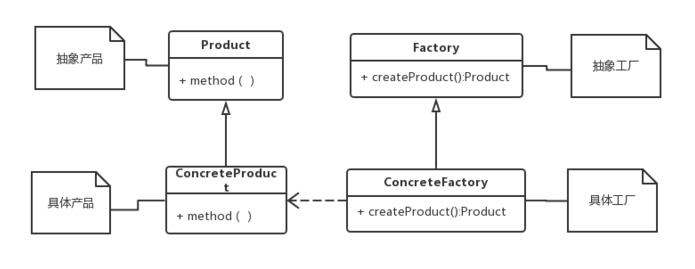 抽象产品
Product
+ method (  )
Factory
+ createProduct():Product
抽象工厂
具体产品
ConcreteProduc
t
+ method (  )
ConcreteFactory
+ createProduct():Product
具体工厂